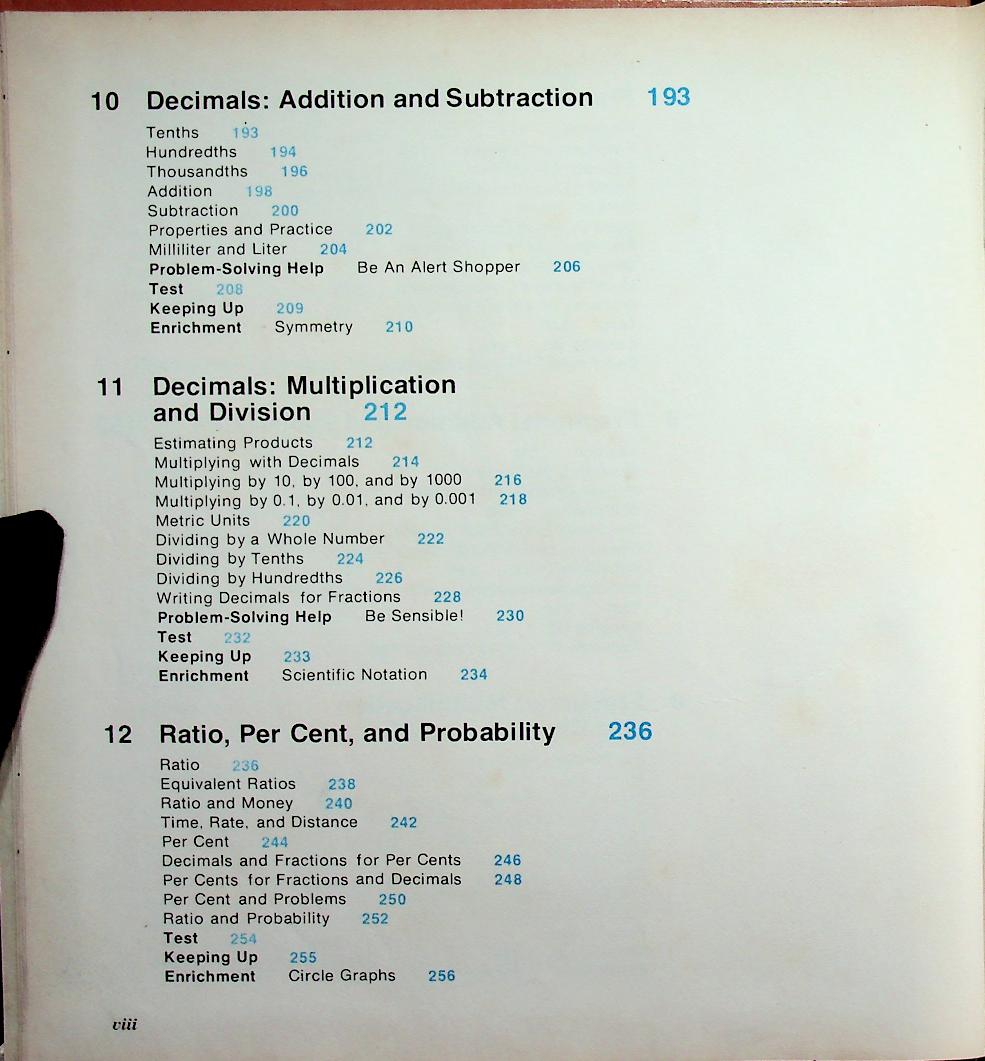 10 Decimals: Addition and Subtraction 193
Tenths 193
Hundredths 194
Thousandths 196
Addition 198
Subtraction 200
Properties and Practice 202
Milliliter and Liter 204
Problem-Solving Help Be An Alert Shopper 206
Test 208
Keeping Up 209
Enrichment Symmetry 210
11 Decimals: Multiplication
and Division 212
Estimating Products 212
Multiplying with Decimals 214
Multiplying by 10, by 100, and by 1000 216
Multiplying by 0.1, by 0.01, and by 0.001 218
Metric Units 220
Dividing by a Whole Number 222
Dividing by Tenths 224
Dividing by Hundredths 226
Writing Decimals for Fractions 228
Problem-Solving Help Be Sensible! 230
Test 232
Keeping Up 233
Enrichment Scientific Notation 234
12 Ratio, Per Cent, and Probability 236
Ratio 236
Equivalent Ratios 238
Ratio and Money 240
Time, Rate, and Distance 242
Per Cent 244
Decimals and Fractions for Per Cents 246
Per Cents for Fractions and Decimals 248
Per Cent and Problems 250
Ratio and Probability 252
Test 254
Keeping Up 255
Enrichment Circle Graphs 256
viii